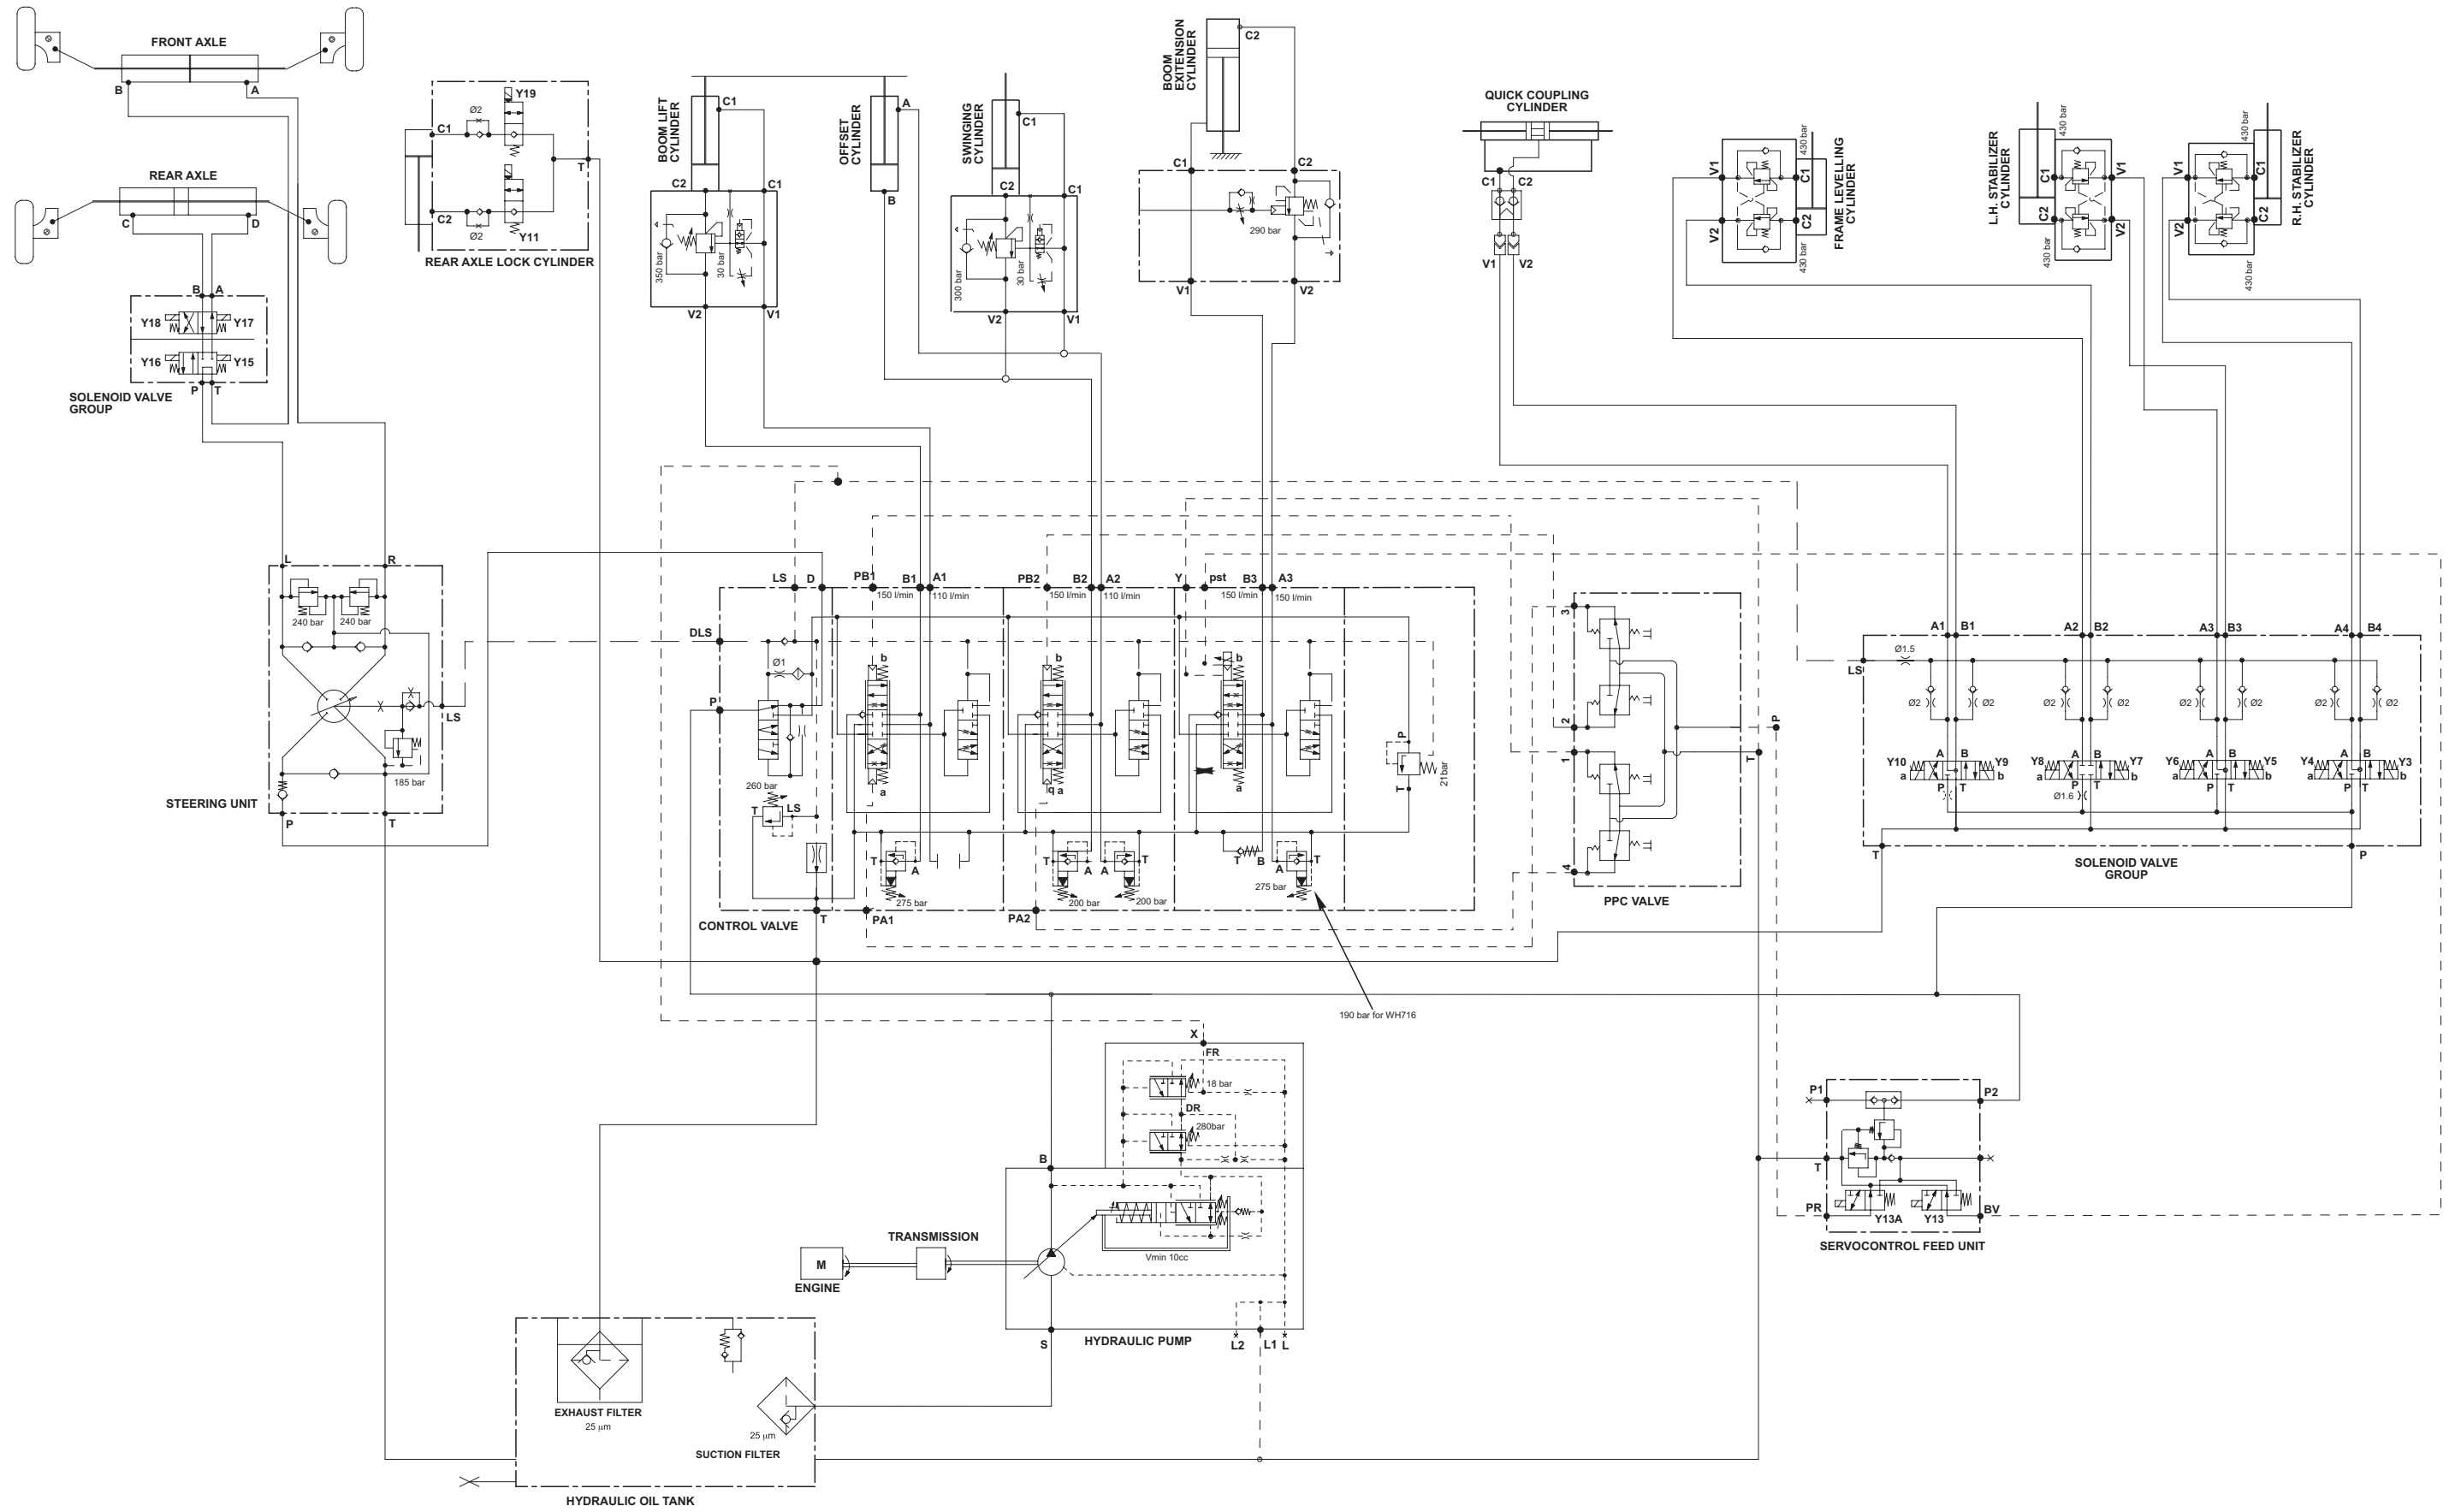 FRONT AXLE
B
A
REAR AXLE
C
D
B
A
Y18
Y17
Y16
Y15
P
T
SOLENOID VALVE
GROUP
Y19
Ø2
C1
T
C2
Ø2
Y11
REAR AXLE LOCK CYLINDER
BOOM LIFT
CYLINDER
C1
C2
C1
350 bar
30 bar
V2
V1
OFFSET
CYLINDER
A
B
SWINGING
CYLINDER
C1
C2
C1
300 bar
30 bar
V2
V1
BOOM
EXITENSION
CYLINDER
C2
C1
C2
290 bar
V1
V2
QUICK COUPLING
CYLINDER
C1
C2
V1
V2
430 bar
V1
C1
V2
C2
430 bar
FRAME LEVELLING
CYLINDER
L.H. STABILIZER
CYLINDER
430 bar
C1
V1
C2
V2
430 bar
430 bar
V1
C1
V2
C2
430 bar
R.H. STABILIZER
CYLINDER
L
R
240 bar
240 bar
LS
185 bar
STEERING UNIT
P
T
LS
D
PB1
B1
A1
PB2
B2
A2
Y
pst
B3
A3
150 l/min
110 l/min
150 l/min
110 l/min
150 l/min
150 l/min
DLS
Ø1
b
b
b
P
260 bar
T
LS
a
q a
a
P
T
21bar
T
A
275 bar
T
A
A
T
200 bar
200 bar
T
B
A
T
275 bar
T
PA1
PA2
CONTROL VALVE
190 bar for WH716
3
2
1
4
P
T
PPC VALVE
A1
B1
A2
B2
A3
B3
A4
B4
LS
Ø1.5
Ø2
Ø2
Ø2
Ø2
Ø2
Ø2
Ø2
Ø2
A
B
A
B
A
B
A
B
Y10
Y9
Y8
Y7
Y6
Y5
Y4
Y3
a
b
a
b
a
b
a
b
P
T
P
T
P
T
P
T
Ø1.6
T
P
SOLENOID VALVE
GROUP
X
FR
18 bar
DR
280bar
B
Vmin 10cc
TRANSMISSION
M
ENGINE
S
HYDRAULIC PUMP
L2
L1
L
P1
P2
T
PR
Y13A
Y13
BV
SERVOCONTROL FEED UNIT
EXHAUST FILTER
25 µm
25 µm
SUCTION FILTER
HYDRAULIC OIL TANK